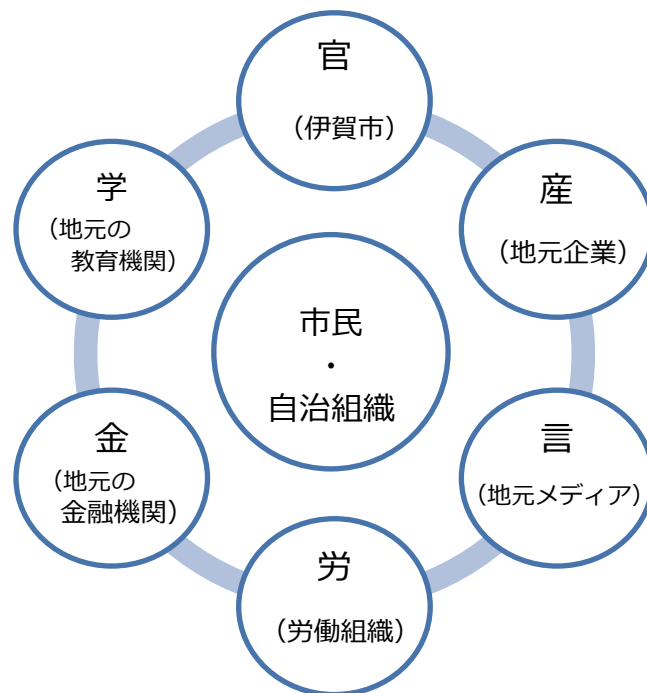 官
（伊賀市）
学
（地元の
教育機関）
産
（地元企業）
市民
・
自治組織
金
（地元の
金融機関）
言
（地元メディア）
労
（労働組織）